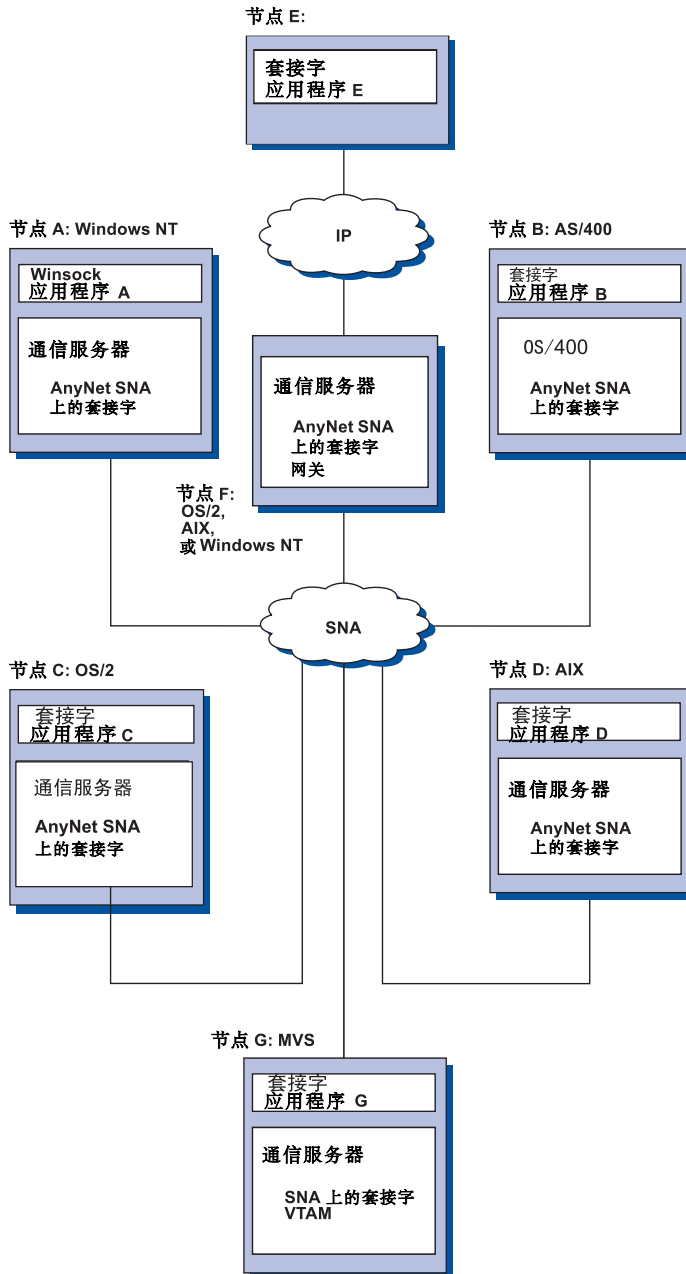 节点 E:
套接字
应用程序 E
IP
节点 A: Windows NT
Winsock
应用程序 A
通信服务器
AnyNet SNA
上的套接字
节点 B: AS/400
套接字
应用程序 B
OS/400
AnyNet SNA
上的套接字
通信服务器
AnyNet SNA
上的套接字
网关
节点 F:
OS/2,
AIX,
或 Windows NT
SNA
节点 C: OS/2
套接字
应用程序 C
通信服务器
AnyNet SNA
上的套接字
节点 D: AIX
套接字
应用程序 D
通信服务器
AnyNet SNA
上的套接字
节点 G: MVS
套接字
应用程序 G
通信服务器
SNA 上的套接字
VTAM